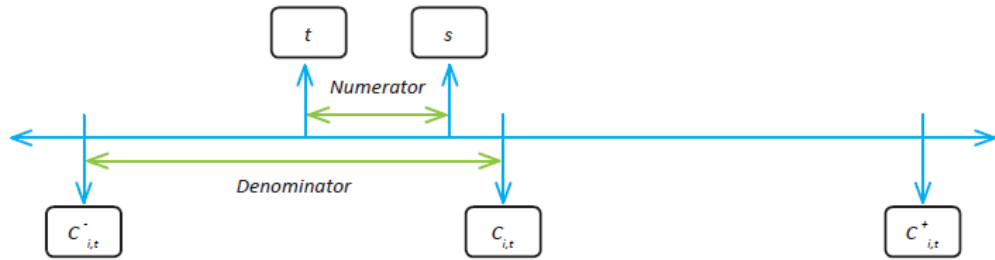 t s
Numerator
Denominator
C⁻i,t Ci,t C⁺i,t